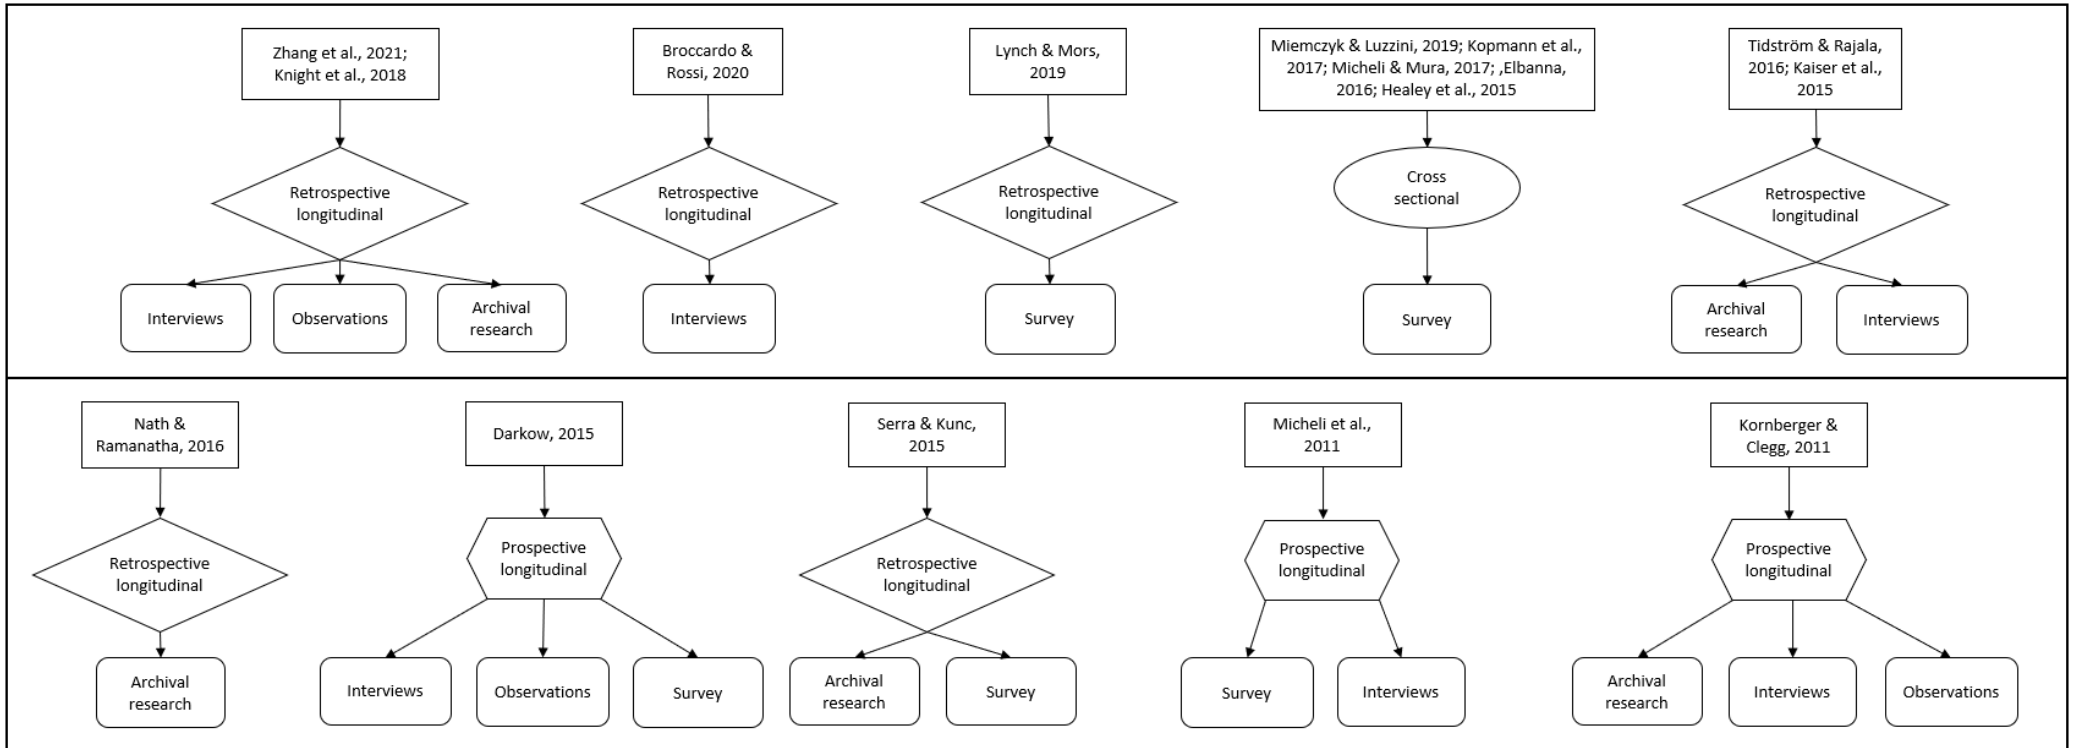 Zhang et al., 2021;
Knight et al., 2018
Broccardo &
Rossi, 2020
Lynch & Mors,
2019
Miemczyk & Luzzini, 2019; Kopmann et al.,
2017; Micheli & Mura, 2017; ,Elbanna,
2016; Healey et al., 2015
Tidström & Rajala,
2016; Kaiser et al.,
2015
Retrospective
longitudinal
Retrospective
longitudinal
Retrospective
longitudinal
Cross
sectional
Retrospective
longitudinal
Interviews
Observations
Archival
research
Interviews
Survey
Survey
Archival
research
Interviews
Nath &
Ramanatha, 2016
Darkow, 2015
Serra & Kunc,
2015
Micheli et al.,
2011
Kornberger &
Clegg, 2011
Retrospective
longitudinal
Prospective
longitudinal
Retrospective
longitudinal
Prospective
longitudinal
Prospective
longitudinal
Archival
research
Interviews
Observations
Survey
Archival
research
Survey
Survey
Interviews
Archival
research
Interviews
Observations